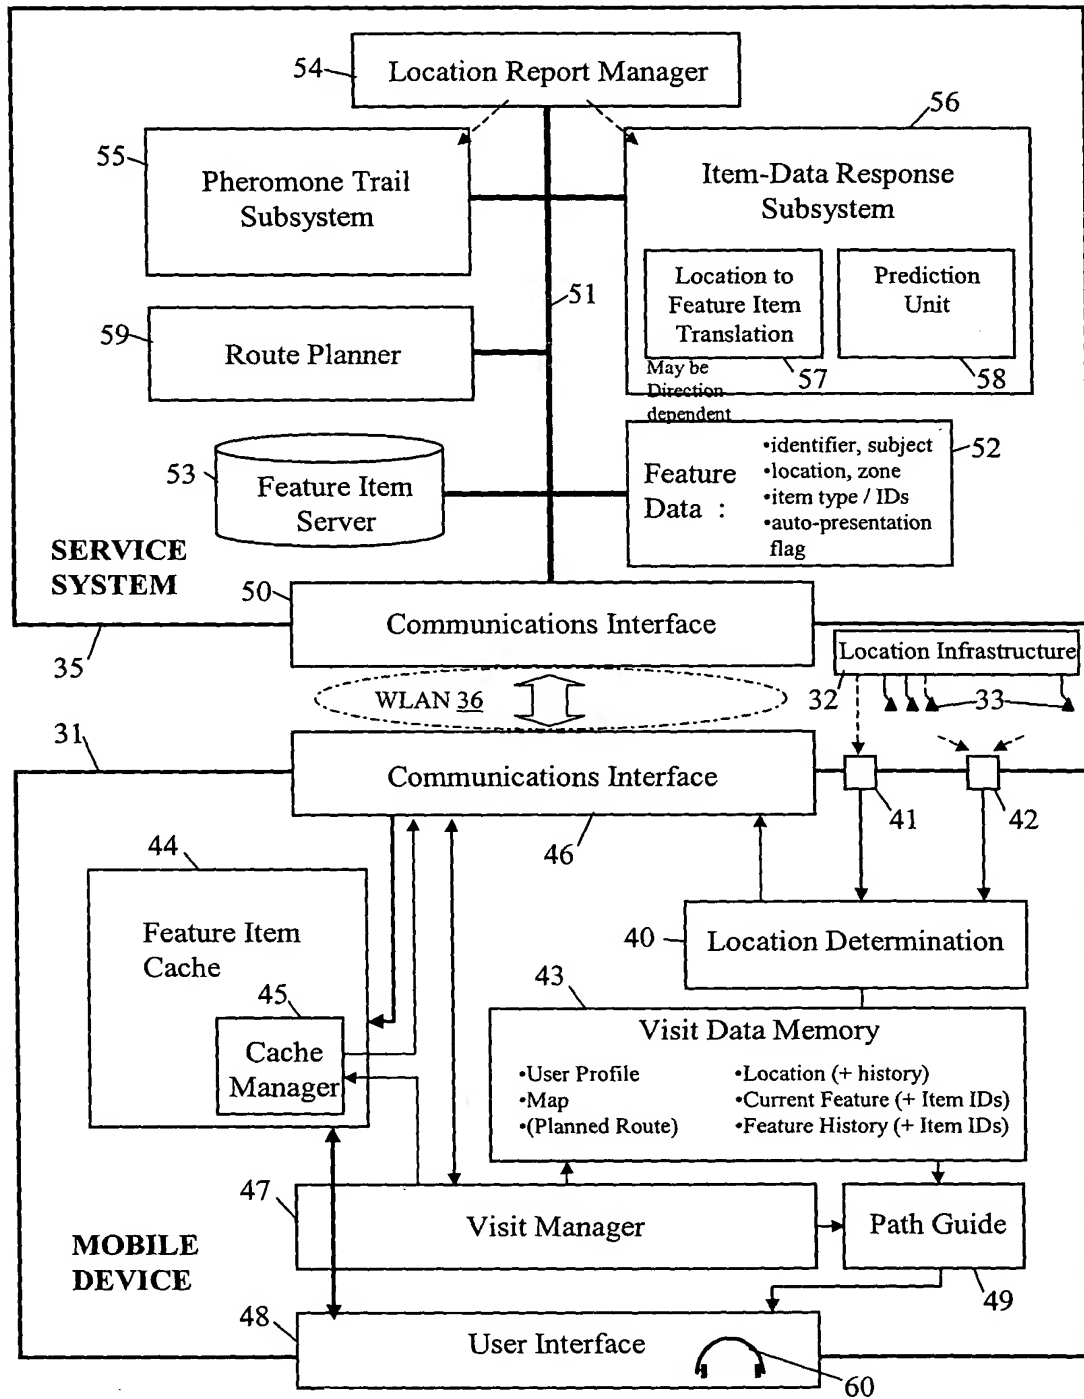 54
Location Report Manager
56
55
Pheromone Trail
Subsystem
Item-Data Response
Subsystem
51
Location to
Feature Item
Translation
Prediction
Unit
59
Route Planner
57
58
May be
Direction
dependent
53
Feature Item
Server
Feature
Data :
•identifier, subject
•location, zone
•item type / IDs
•auto-presentation
flag
52
SERVICE
SYSTEM
50
Communications Interface
35
Location Infrastructure
WLAN 36
32
33
31
Communications Interface
41
42
46
44
Feature Item
Cache
40
Location Determination
45
Cache
Manager
43
Visit Data Memory
•User Profile
•Map
•(Planned Route)
•Location (+ history)
•Current Feature (+ Item IDs)
•Feature History (+ Item IDs)
47
Visit Manager
Path Guide
MOBILE
DEVICE
49
48
User Interface
60